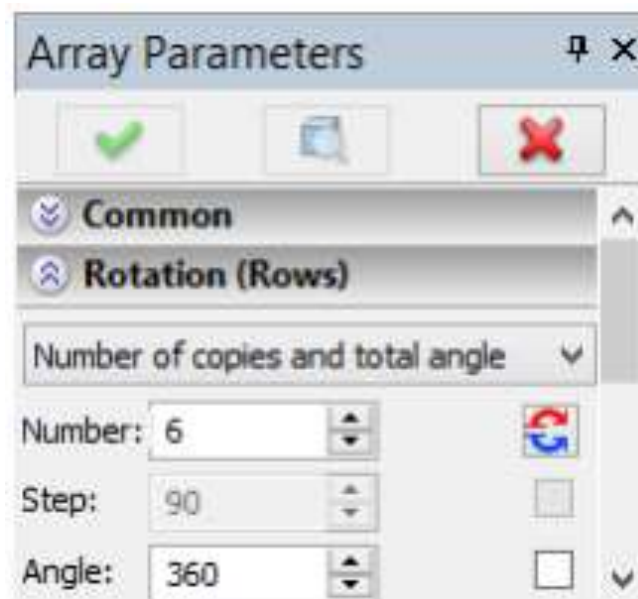 Array Parameters
Common
Rotation (Rows)
Number of copies and total angle
Number: 6
Step: 90
Angle: 360